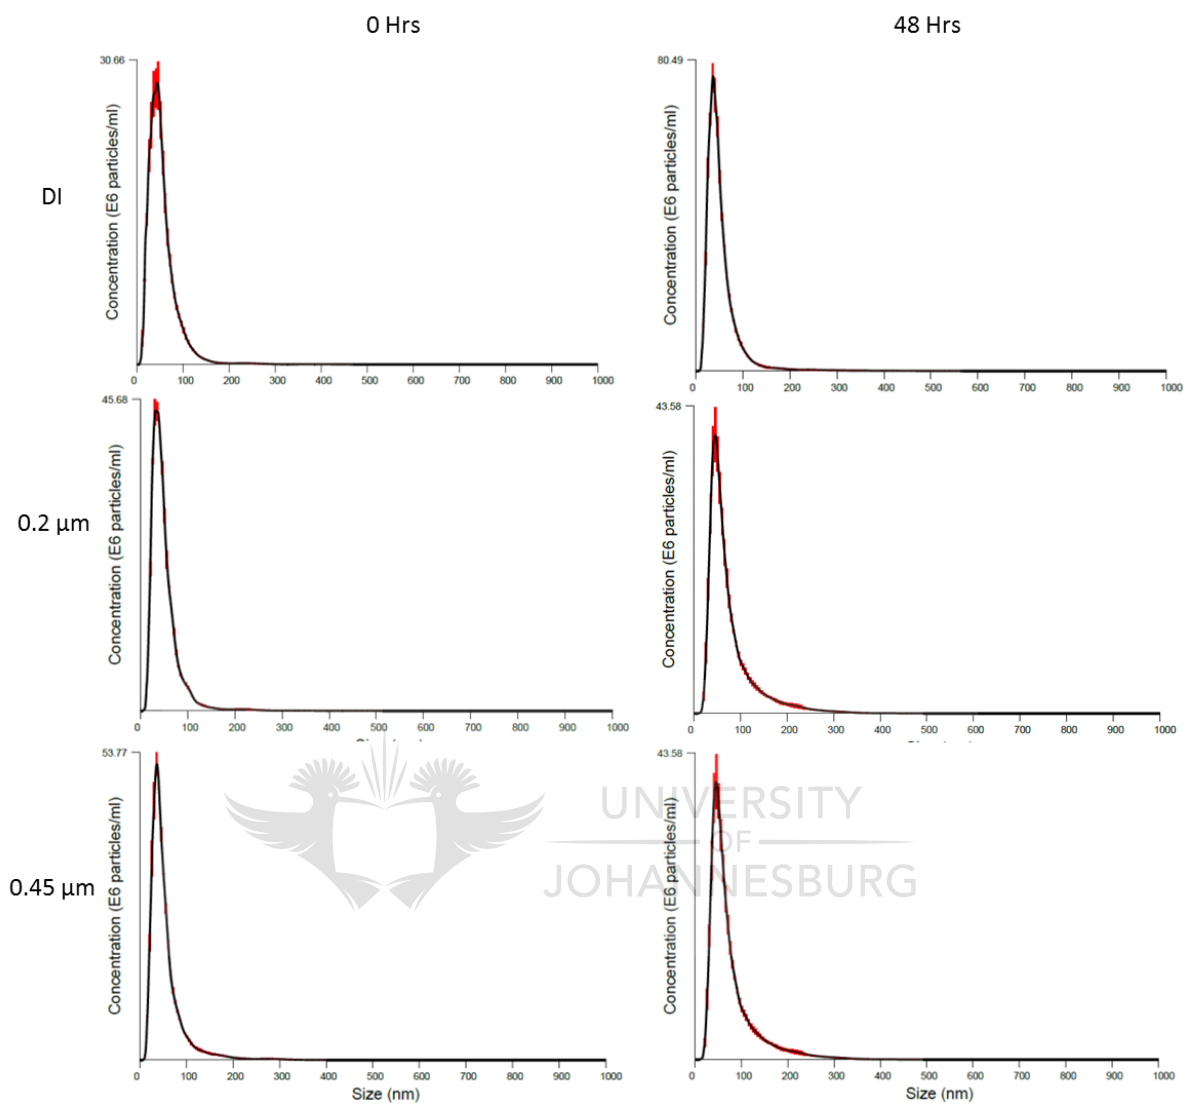 0 Hrs
48 Hrs
DI
30.66
Concentration (E6 particles/ml)
0 100 200 300 400 500 600 700 800 900 1000
80.49
Concentration (E6 particles/ml)
0 100 200 300 400 500 600 700 800 900 1000
0.2 µm
45.68
Concentration (E6 particles/ml)
0 100 200 300 400 500 600 700 800 900 1000
43.58
Concentration (E6 particles/ml)
0 100 200 300 400 500 600 700 800 900 1000
0.45 µm
53.77
Concentration (E6 particles/ml)
0 100 200 300 400 500 600 700 800 900 1000
Size (nm)
43.58
Concentration (E6 particles/ml)
0 100 200 300 400 500 600 700 800 900 1000
Size (nm)
UNIVERSITY
OF
JOHANNESBURG